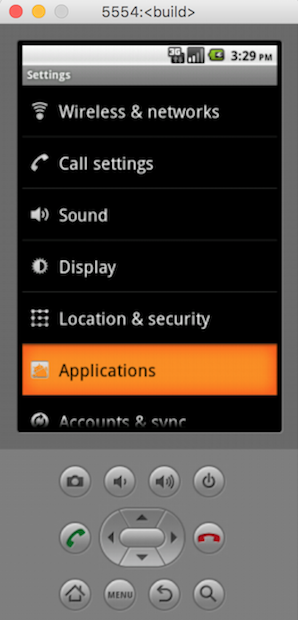 5554:<build>
3G 3:29 PM
Settings
Wireless & networks
Call settings
Sound
Display
Location & security
Applications
Accounts & sync
MENU